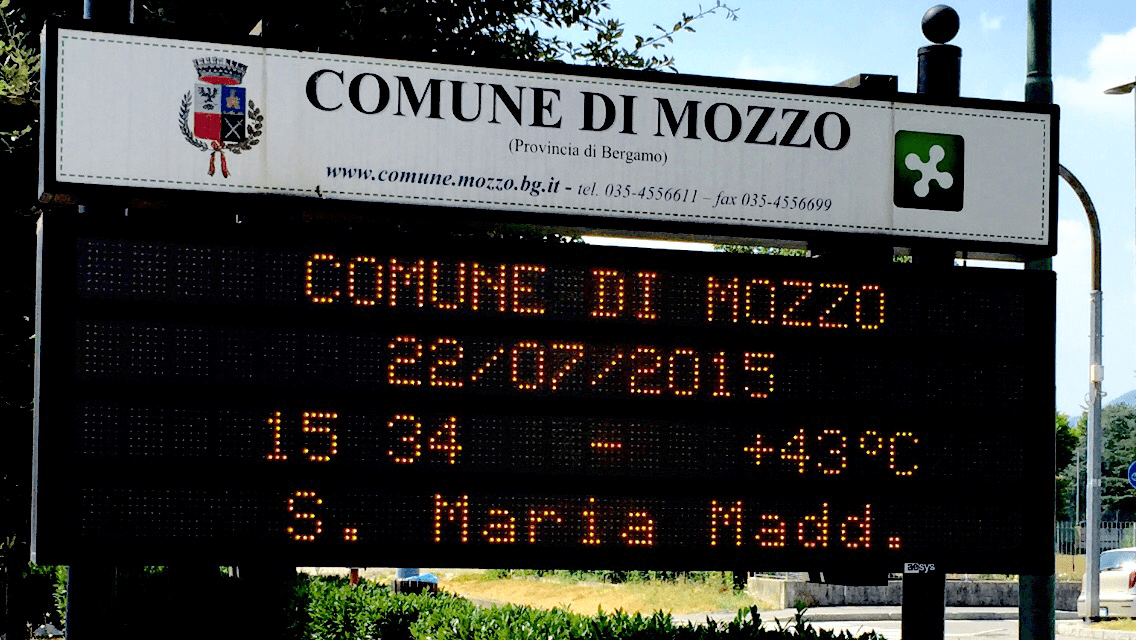 COMUNE DI MOZZO
(Provincia di Bergamo)
www.comune.mozzo.bg.it - tel. 035-4556611 – fax 035-4556699
COMUNE DI MOZZO
22/07/2015
15 34 - +43°C
S. Maria Madd.
aesys